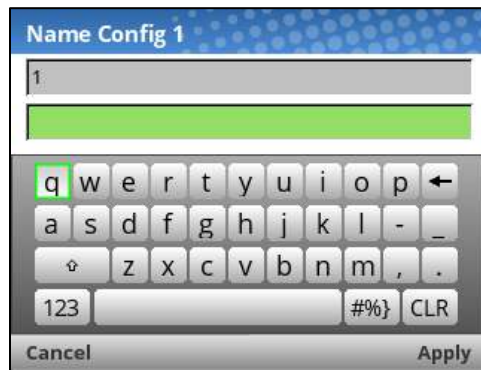 Name Config 1
1
q w e r t y u i o p ←
a s d f g h j k l - _
⇧ z x c v b n m , .
123 #%} CLR
Cancel Apply